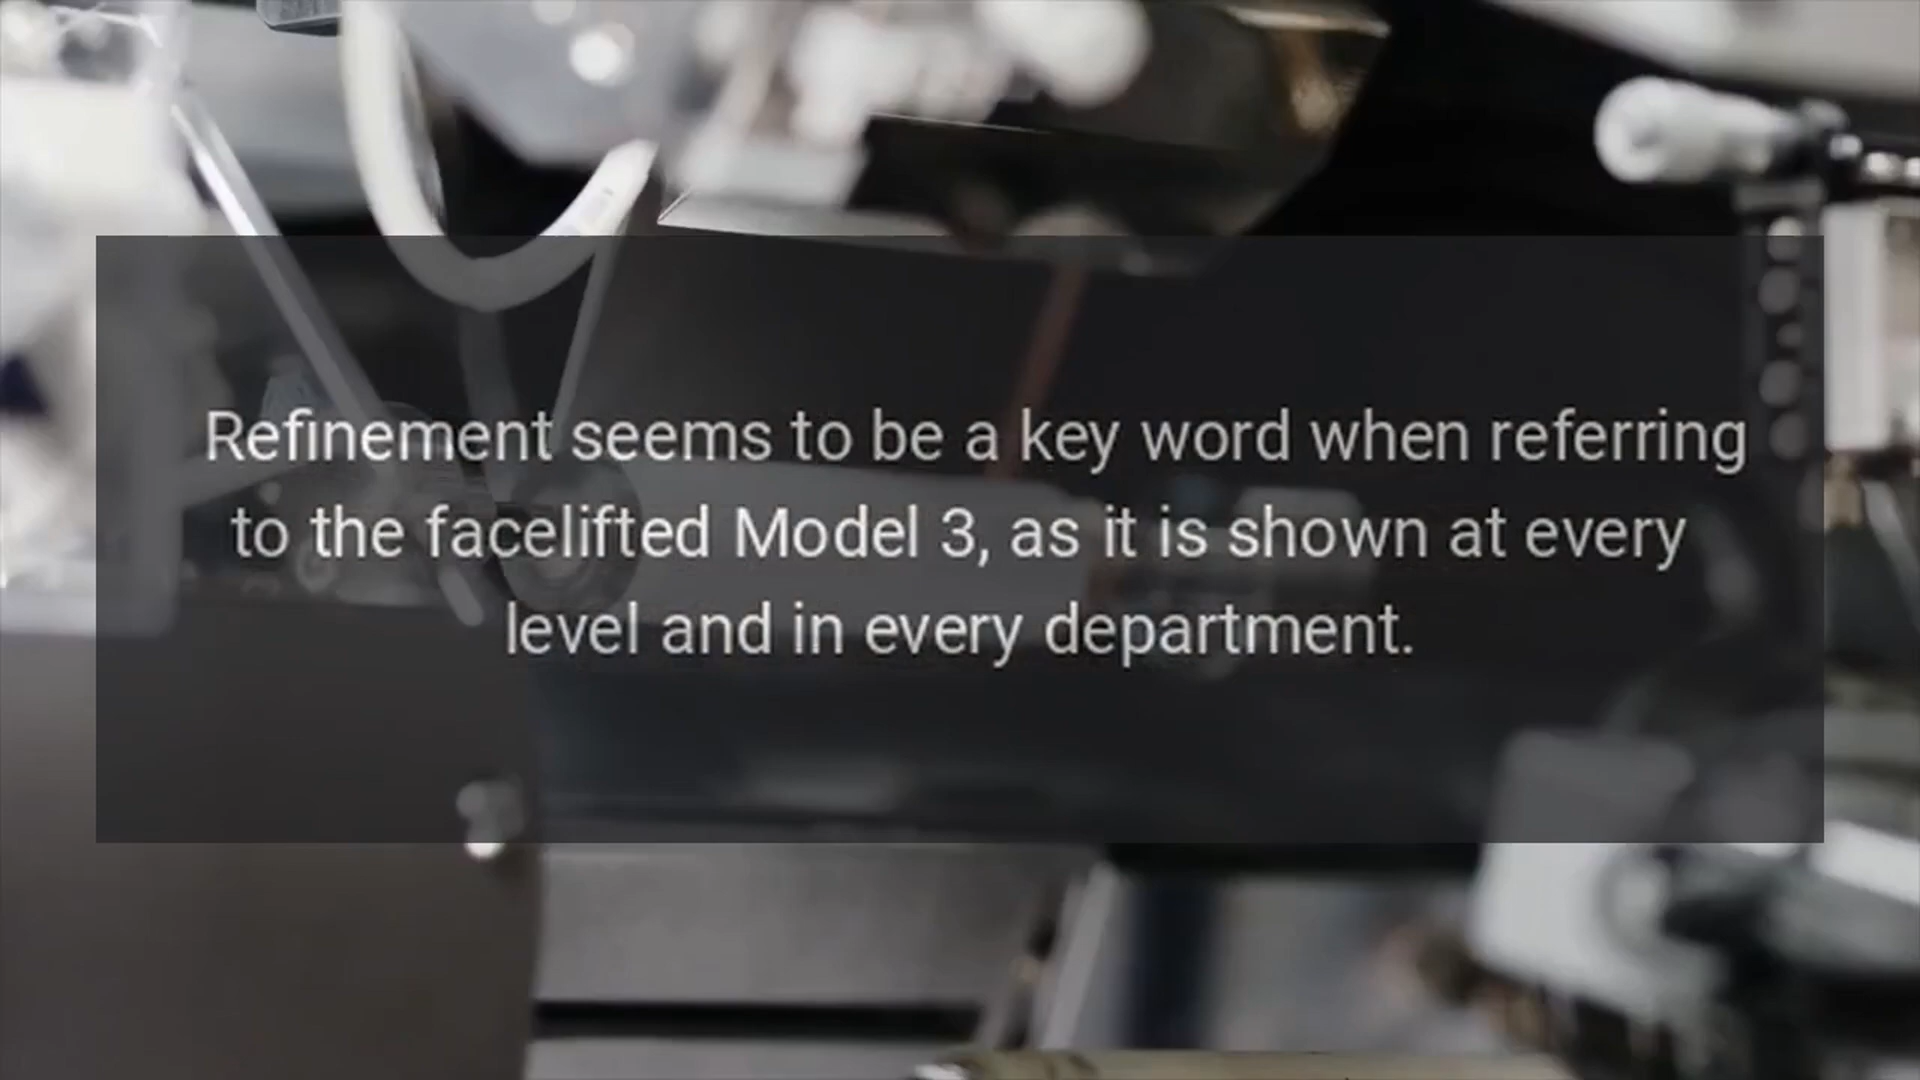 Refinement seems to be a key word when referring
to the facelifted Model 3, as it is shown at every
level and in every department.